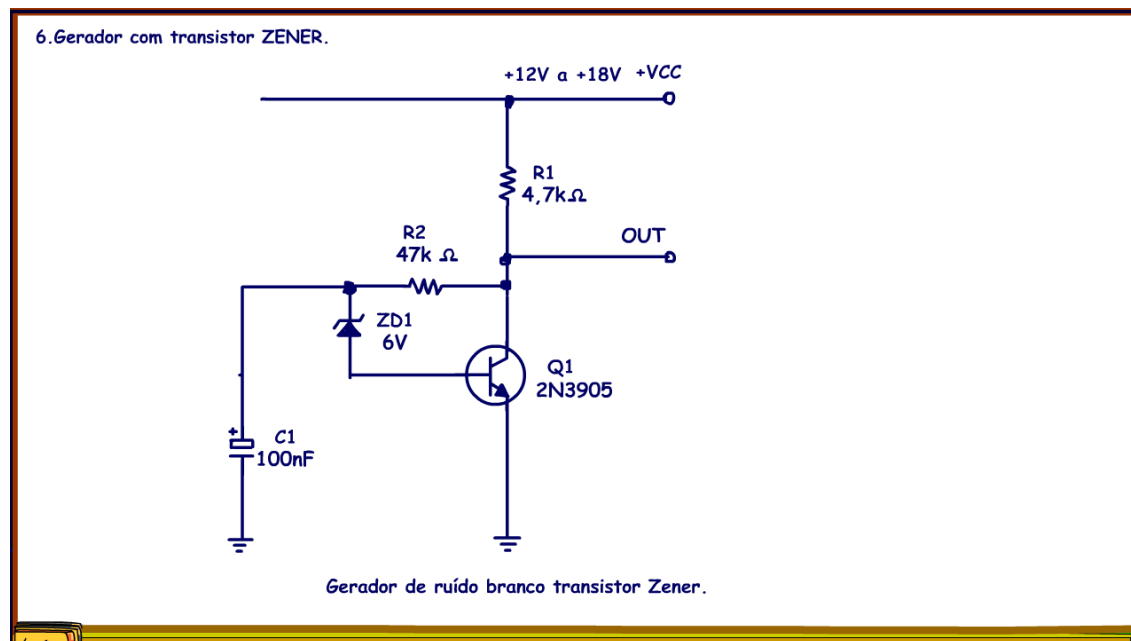 6.Gerador com transistor ZENER.
+12V a +18V +VCC
R1
4,7kΩ
R2
47k Ω
OUT
ZD1
6V
Q1
2N3905
+
C1
100nF
Gerador de ruído branco transistor Zener.